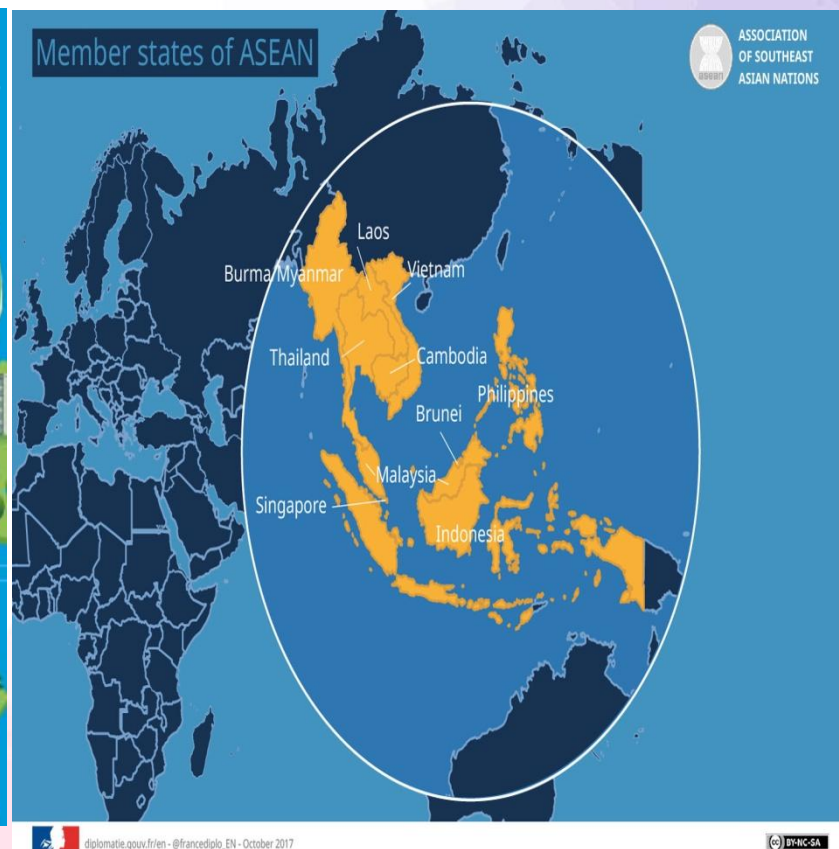 Member states of ASEAN
ASSOCIATION
OF SOUTHEAST
ASIAN NATIONS
asean
Laos
Burma/Myanmar
Vietnam
Thailand
Cambodia
Philippines
Brunei
Malaysia
Singapore
Indonesia
diplomatie.gouv.fr/en - @francediplo_EN - October 2017
cc BY-NC-SA